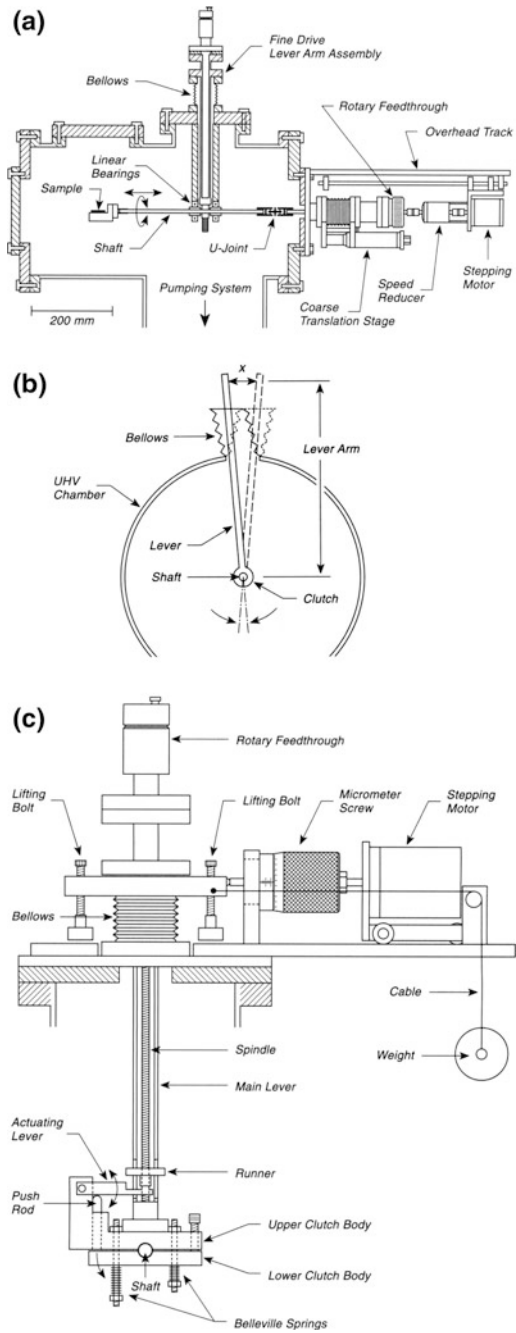 (a)
Fine Drive
Lever Arm Assembly
Bellows
Rotary Feedthrough
Overhead Track
Linear
Bearings
Sample
Shaft
U-Joint
Stepping
Motor
Speed
Reducer
Pumping System
Coarse
Translation Stage
200 mm
(b)
x
Bellows
Lever Arm
UHV
Chamber
Lever
Shaft
Clutch
(c)
Rotary Feedthrough
Lifting
Bolt
Lifting Bolt
Micrometer
Screw
Stepping
Motor
Bellows
Cable
Spindle
Weight
Main Lever
Actuating
Lever
Runner
Push
Rod
Upper Clutch Body
Shaft
Lower Clutch Body
Belleville Springs